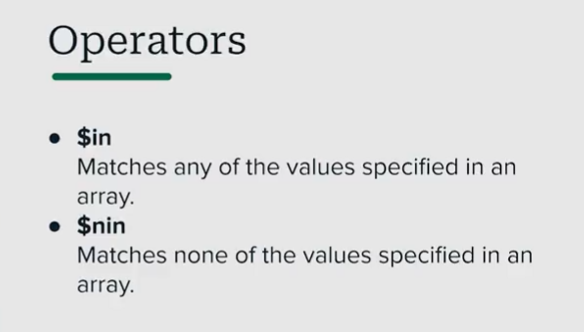 Operators
• $in
Matches any of the values specified in an
array.
• $nin
Matches none of the values specified in an
array.